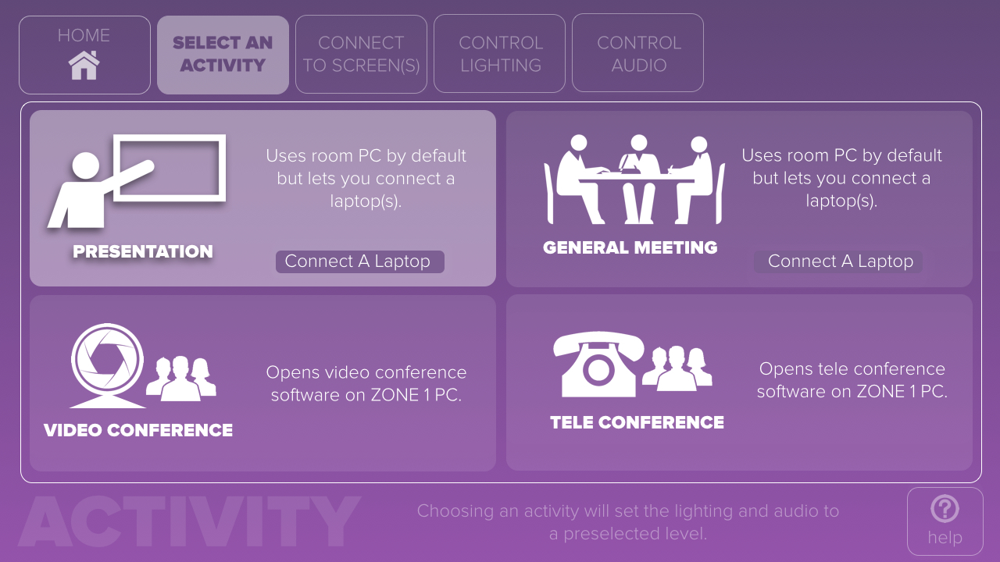 HOME
SELECT AN
ACTIVITY
CONNECT
TO SCREEN(S)
CONTROL
LIGHTING
CONTROL
AUDIO
Uses room PC by default
but lets you connect a
laptop(s).
PRESENTATION
Connect A Laptop
Uses room PC by default
but lets you connect a
laptop(s).
GENERAL MEETING
Connect A Laptop
Opens video conference
software on ZONE 1 PC.
VIDEO CONFERENCE
Opens tele conference
software on ZONE 1 PC.
TELE CONFERENCE
ACTIVITY
Choosing an activity will set the lighting and audio to
a preselected level.
?
help